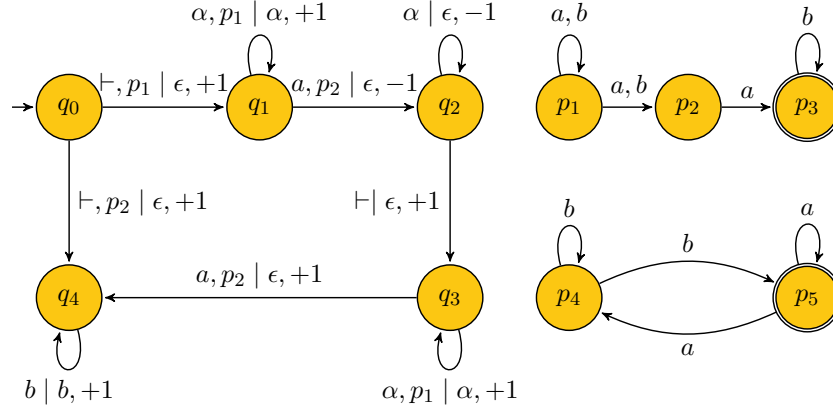 α, p₁ | α, +1
α | ϵ, −1
a, b
b
q₀
⊢, p₁ | ϵ, +1
q₁
a, p₂ | ϵ, −1
q₂
p₁
a, b
p₂
a
p₃
⊢, p₂ | ϵ, +1
⊢| ϵ, +1
b
b
a
q₄
a, p₂ | ϵ, +1
q₃
p₄
p₅
a
b | b, +1
α, p₁ | α, +1